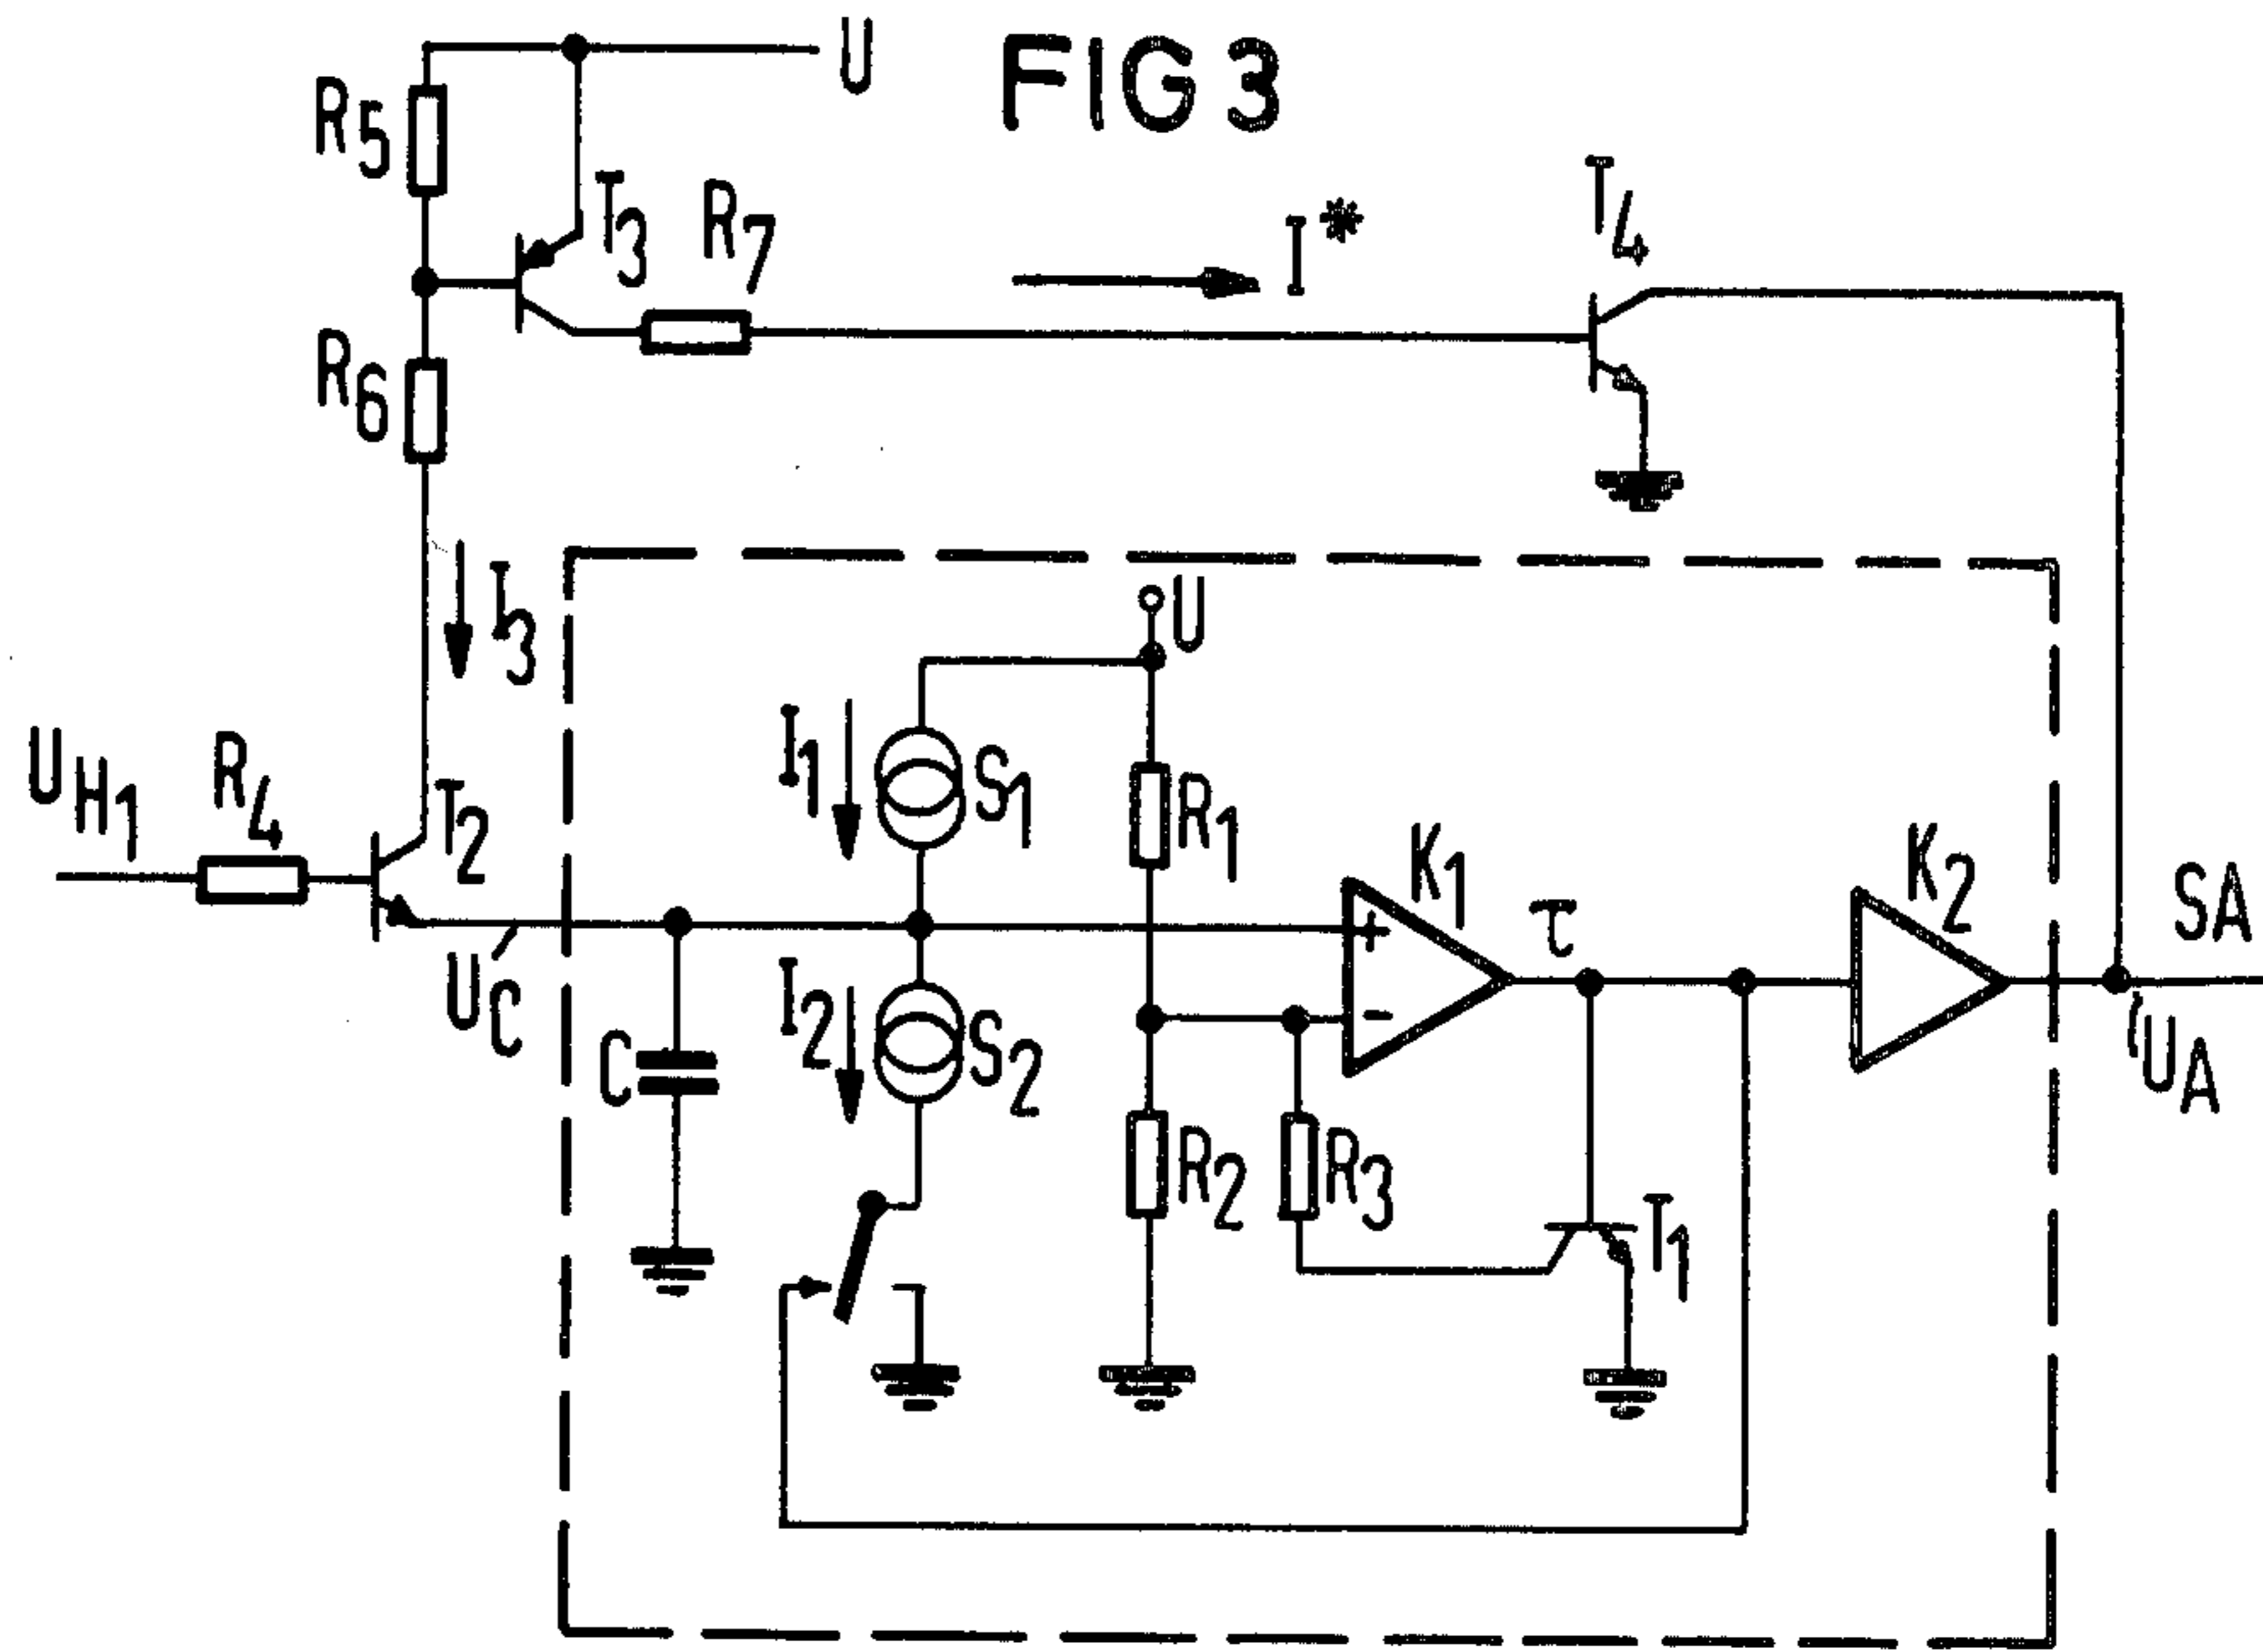 U
FIG 3
R5
T3
R7
I*
T4
R6
I3
U
I1
S1
R1
UH1
R4
T2
K1
τ
K2
SA
UC
C
I2
S2
+
-
R2
R3
T1
UA